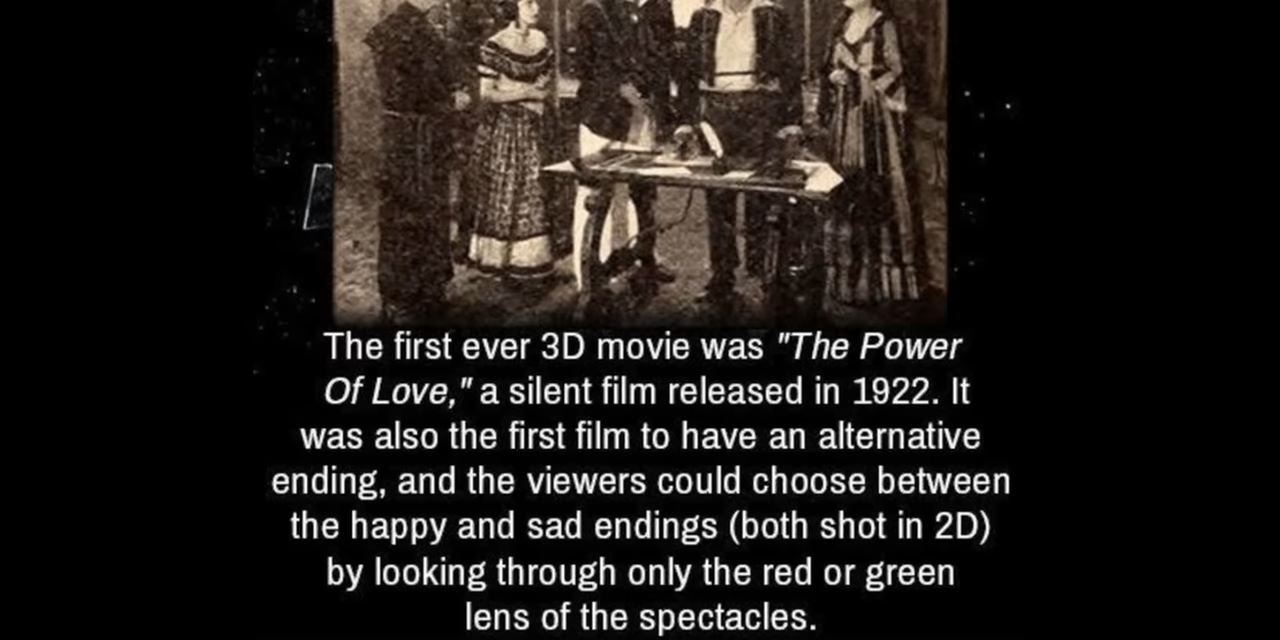 The first ever 3D movie was "The Power
Of Love," a silent film released in 1922. It
was also the first film to have an alternative
ending, and the viewers could choose between
the happy and sad endings (both shot in 2D)
by looking through only the red or green
lens of the spectacles.